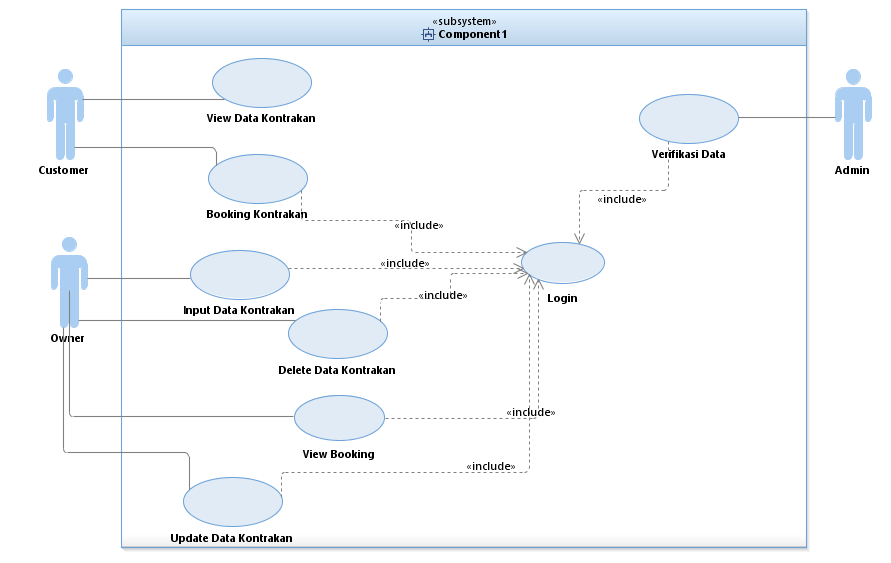 «subsystem»
Component1
View Data Kontrakan
Verifikasi Data
Customer
Admin
«include»
Booking Kontrakan
«include»
«include»
Login
«include»
Input Data Kontrakan
Owner
Delete Data Kontrakan
«include»
View Booking
«include»
Update Data Kontrakan